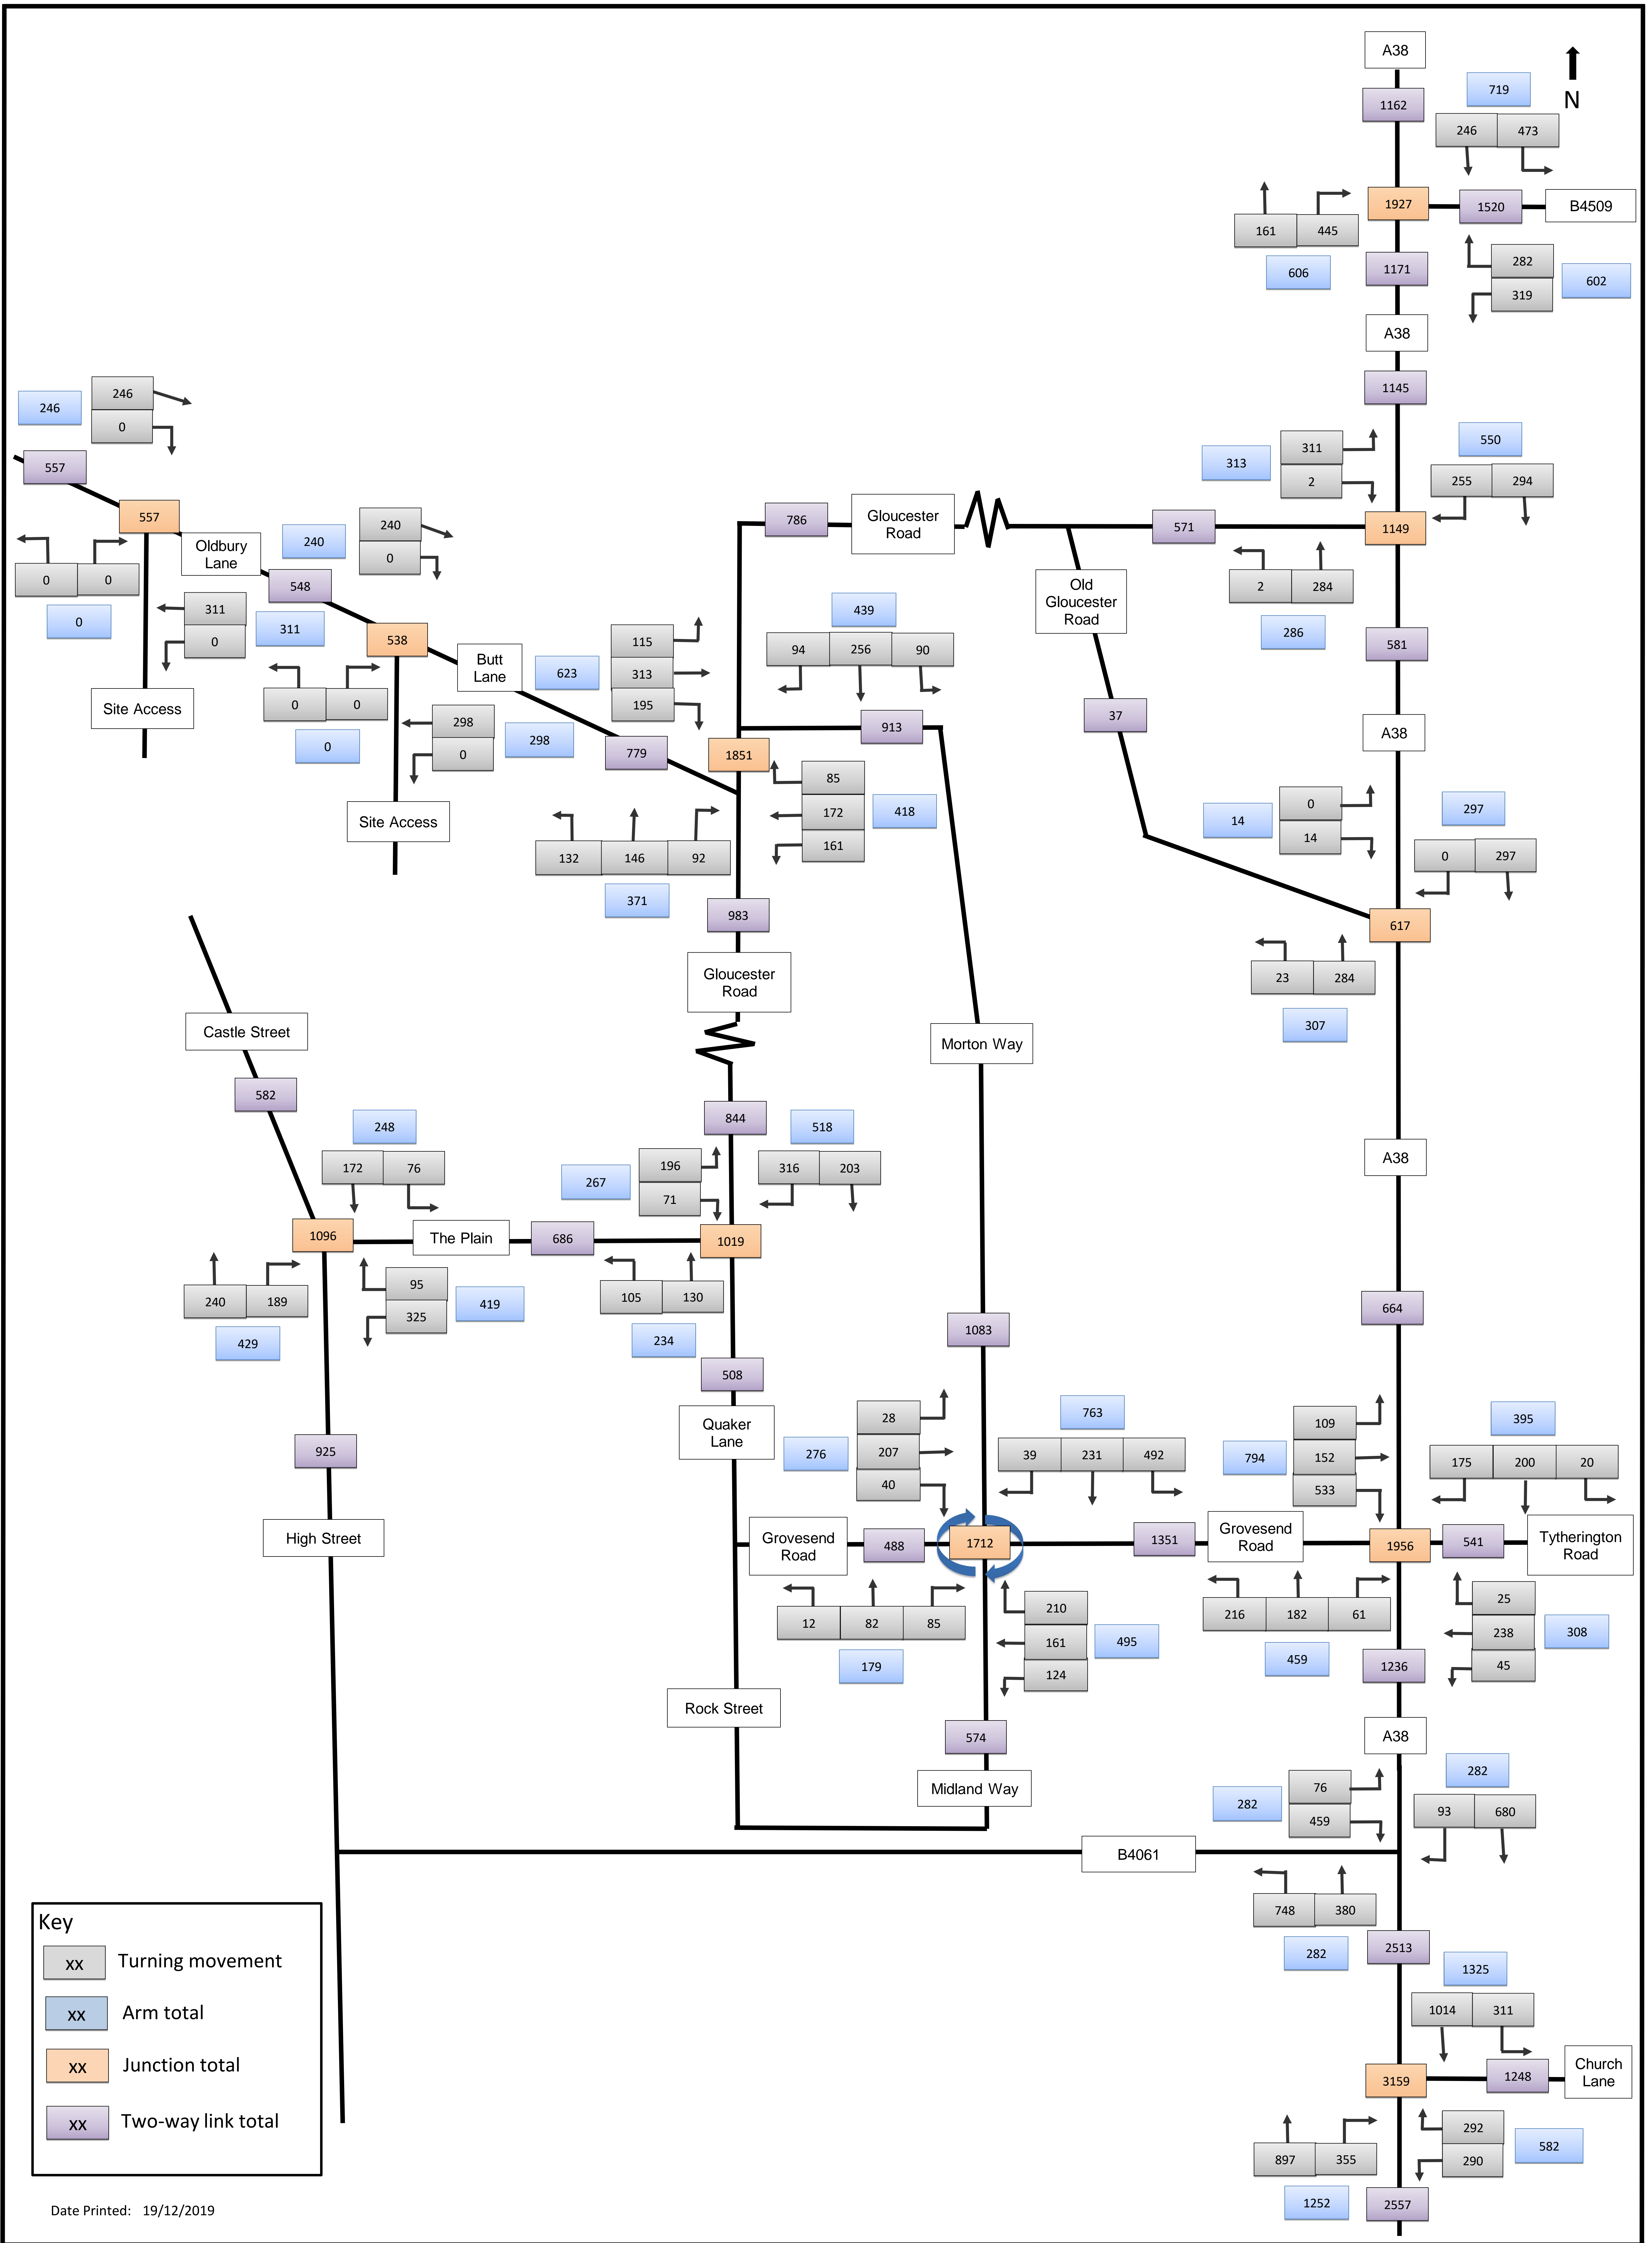 A38
N
719
1162
246 473
1927
1520
B4509
161 445
606
1171
282
319
602
A38
1145
246
246
0
557
557
Oldbury
Lane
0 0
0
311
0
311
Site Access
240
240
0
548
538
Butt
Lane
0 0
0
298
0
298
Site Access
779
623
115
313
195
786
Gloucester
Road
439
94 256 90
913
1851
85
172
161
418
132 146 92
371
983
Gloucester
Road
571
313
311
2
550
255 294
1149
2 284
286
Old
Gloucester
Road
37
581
A38
14
0
14
297
0 297
617
23 284
307
Castle Street
582
248
172 76
1096
The Plain
686
240 189
429
95
325
419
844
518
267
196
71
316 203
1019
105 130
234
508
Quaker
Lane
Morton Way
1083
A38
664
925
High Street
276
28
207
40
763
39 231 492
Grovesend
Road
488
1712
1351
Grovesend
Road
12 82 85
179
210
161
124
495
794
109
152
533
395
175 200 20
1956
541
Tytherington
Road
216 182 61
459
25
238
45
308
1236
Rock Street
574
Midland Way
A38
282
76
459
282
93 680
B4061
748 380
282
2513
1325
1014 311
3159
1248
Church
Lane
897 355
1252
292
290
582
2557
Key
xx Turning movement
xx Arm total
xx Junction total
xx Two-way link total
Date Printed: 19/12/2019